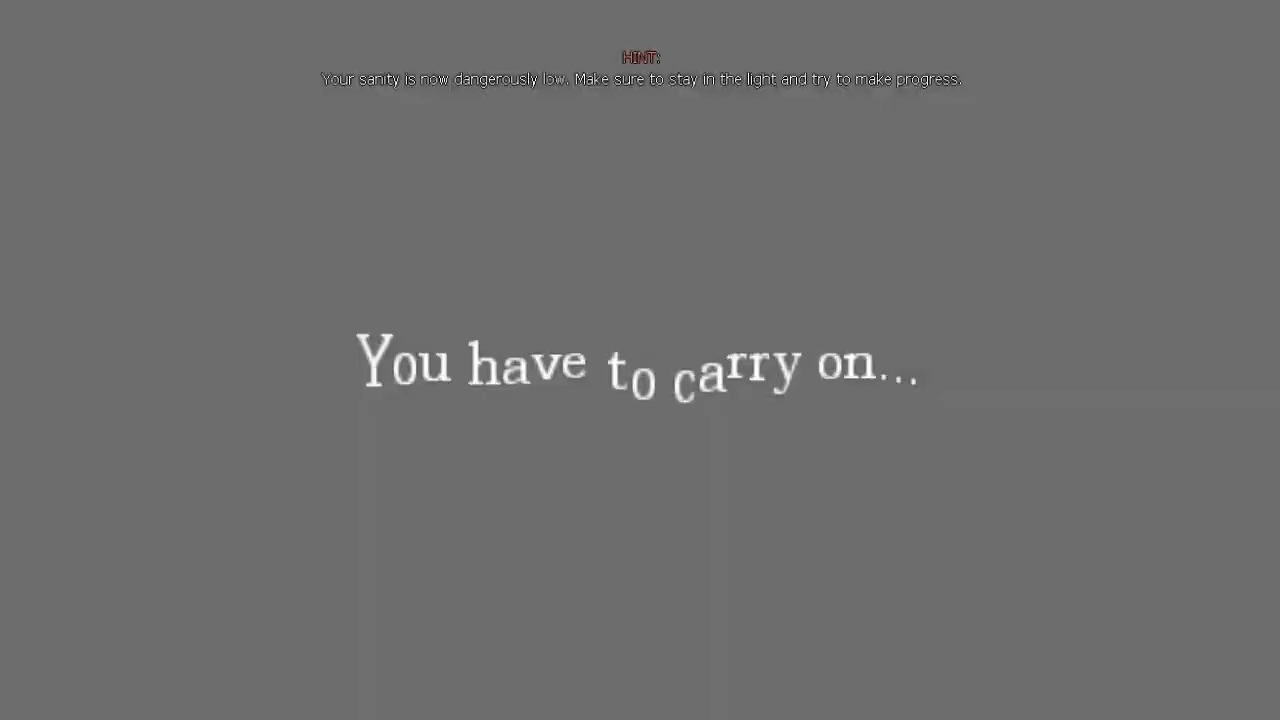 HINT:
Your sanity is now dangerously low. Make sure to stay in the light and try to make progress.
You have to carry on...